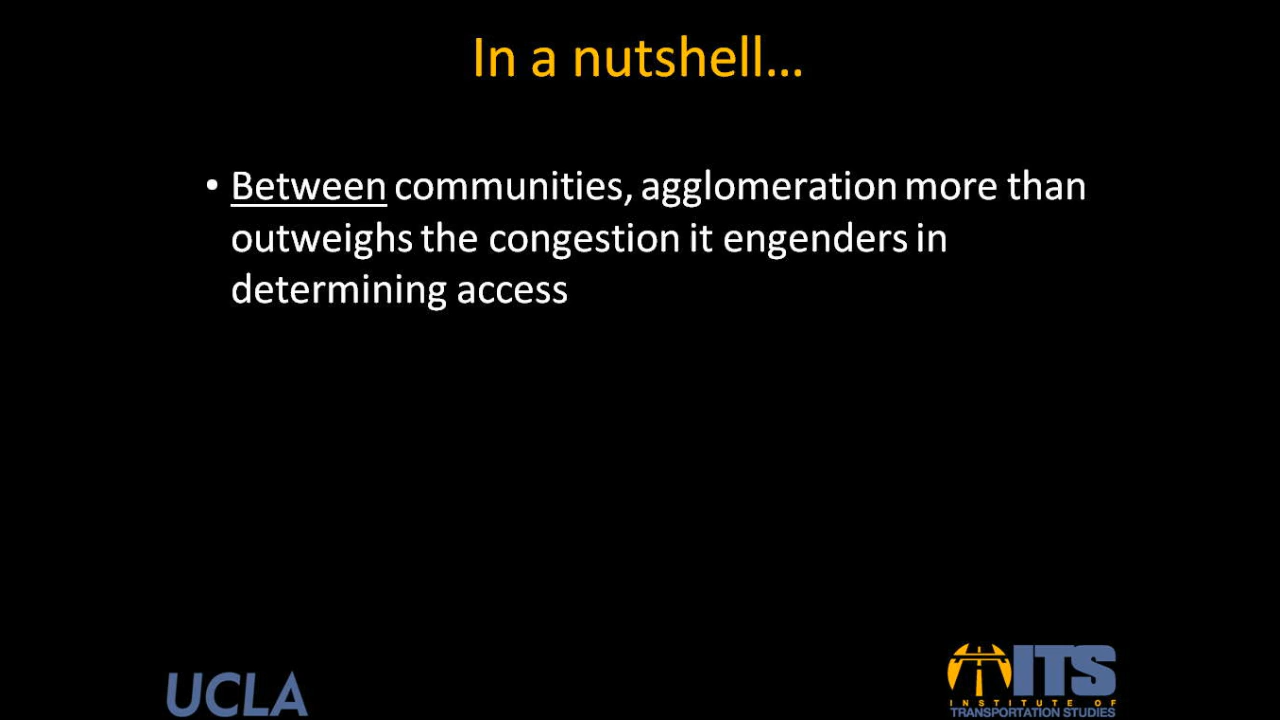 In a nutshell...
• Between communities, agglomeration more than
outweighs the congestion it engenders in
determining access
UCLA
ITS
INSTITUTE OF
TRANSPORTATION STUDIES